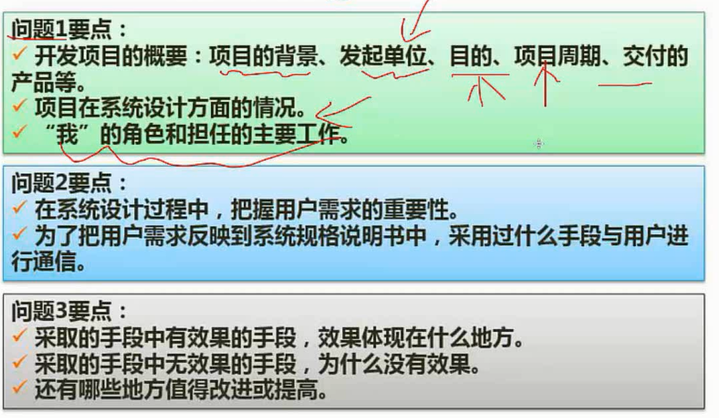 问题1要点：
✓ 开发项目的概要：项目的背景、发起单位、目的、项目周期、交付的
产品等。
✓ 项目在系统设计方面的情况。
✓ “我”的角色和担任的主要工作。
问题2要点：
✓ 在系统设计过程中，把握用户需求的重要性。
✓ 为了把用户需求反映到系统规格说明书中，采用过什么手段与用户进
行通信。
问题3要点：
✓ 采取的手段中有效果的手段，效果体现在什么地方。
✓ 采取的手段中无效果的手段，为什么没有效果。
✓ 还有哪些地方值得改进或提高。